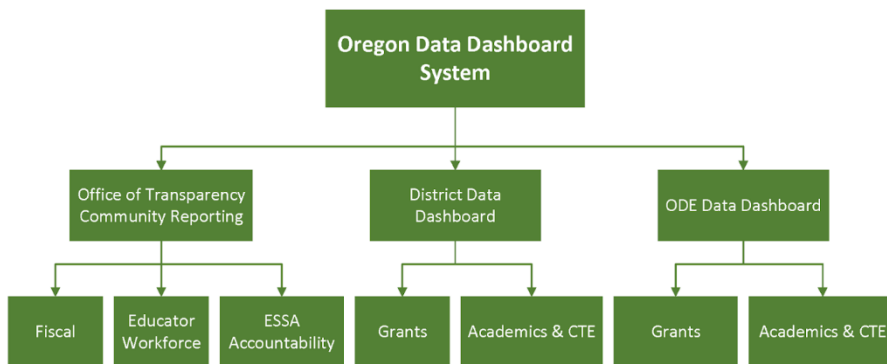 Oregon Data Dashboard
System
Office of Transparency
Community Reporting
District Data
Dashboard
ODE Data Dashboard
Fiscal
Educator
Workforce
ESSA
Accountability
Grants
Academics & CTE
Grants
Academics & CTE